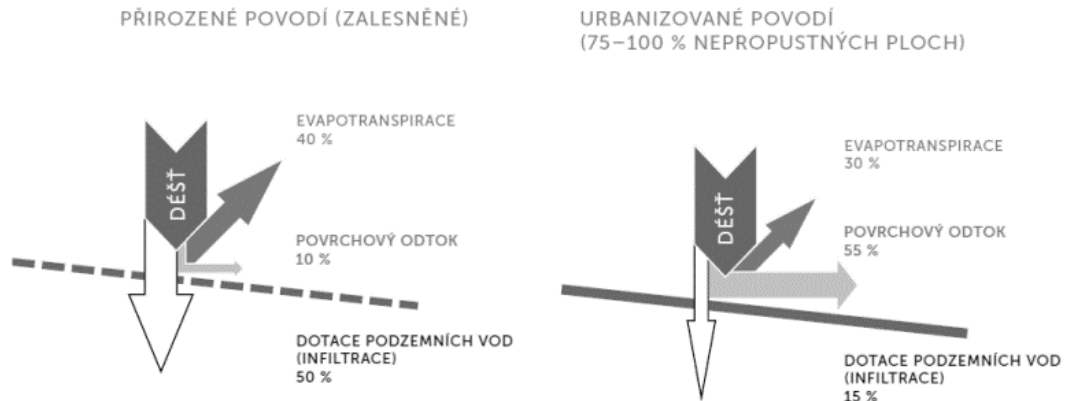 PŘIROZENÉ POVODÍ (ZALESNĚNÉ)
EVAPOTRANSPIRACE
40 %
DÉŠŤ
POVRCHOVÝ ODTOK
10 %
DOTACE PODZEMNÍCH VOD
(INFILTRACE)
50 %
URBANIZOVANÉ POVODÍ
(75–100 % NEPROPUSTNÝCH PLOCH)
EVAPOTRANSPIRACE
30 %
DÉŠŤ
POVRCHOVÝ ODTOK
55 %
DOTACE PODZEMNÍCH VOD
(INFILTRACE)
15 %